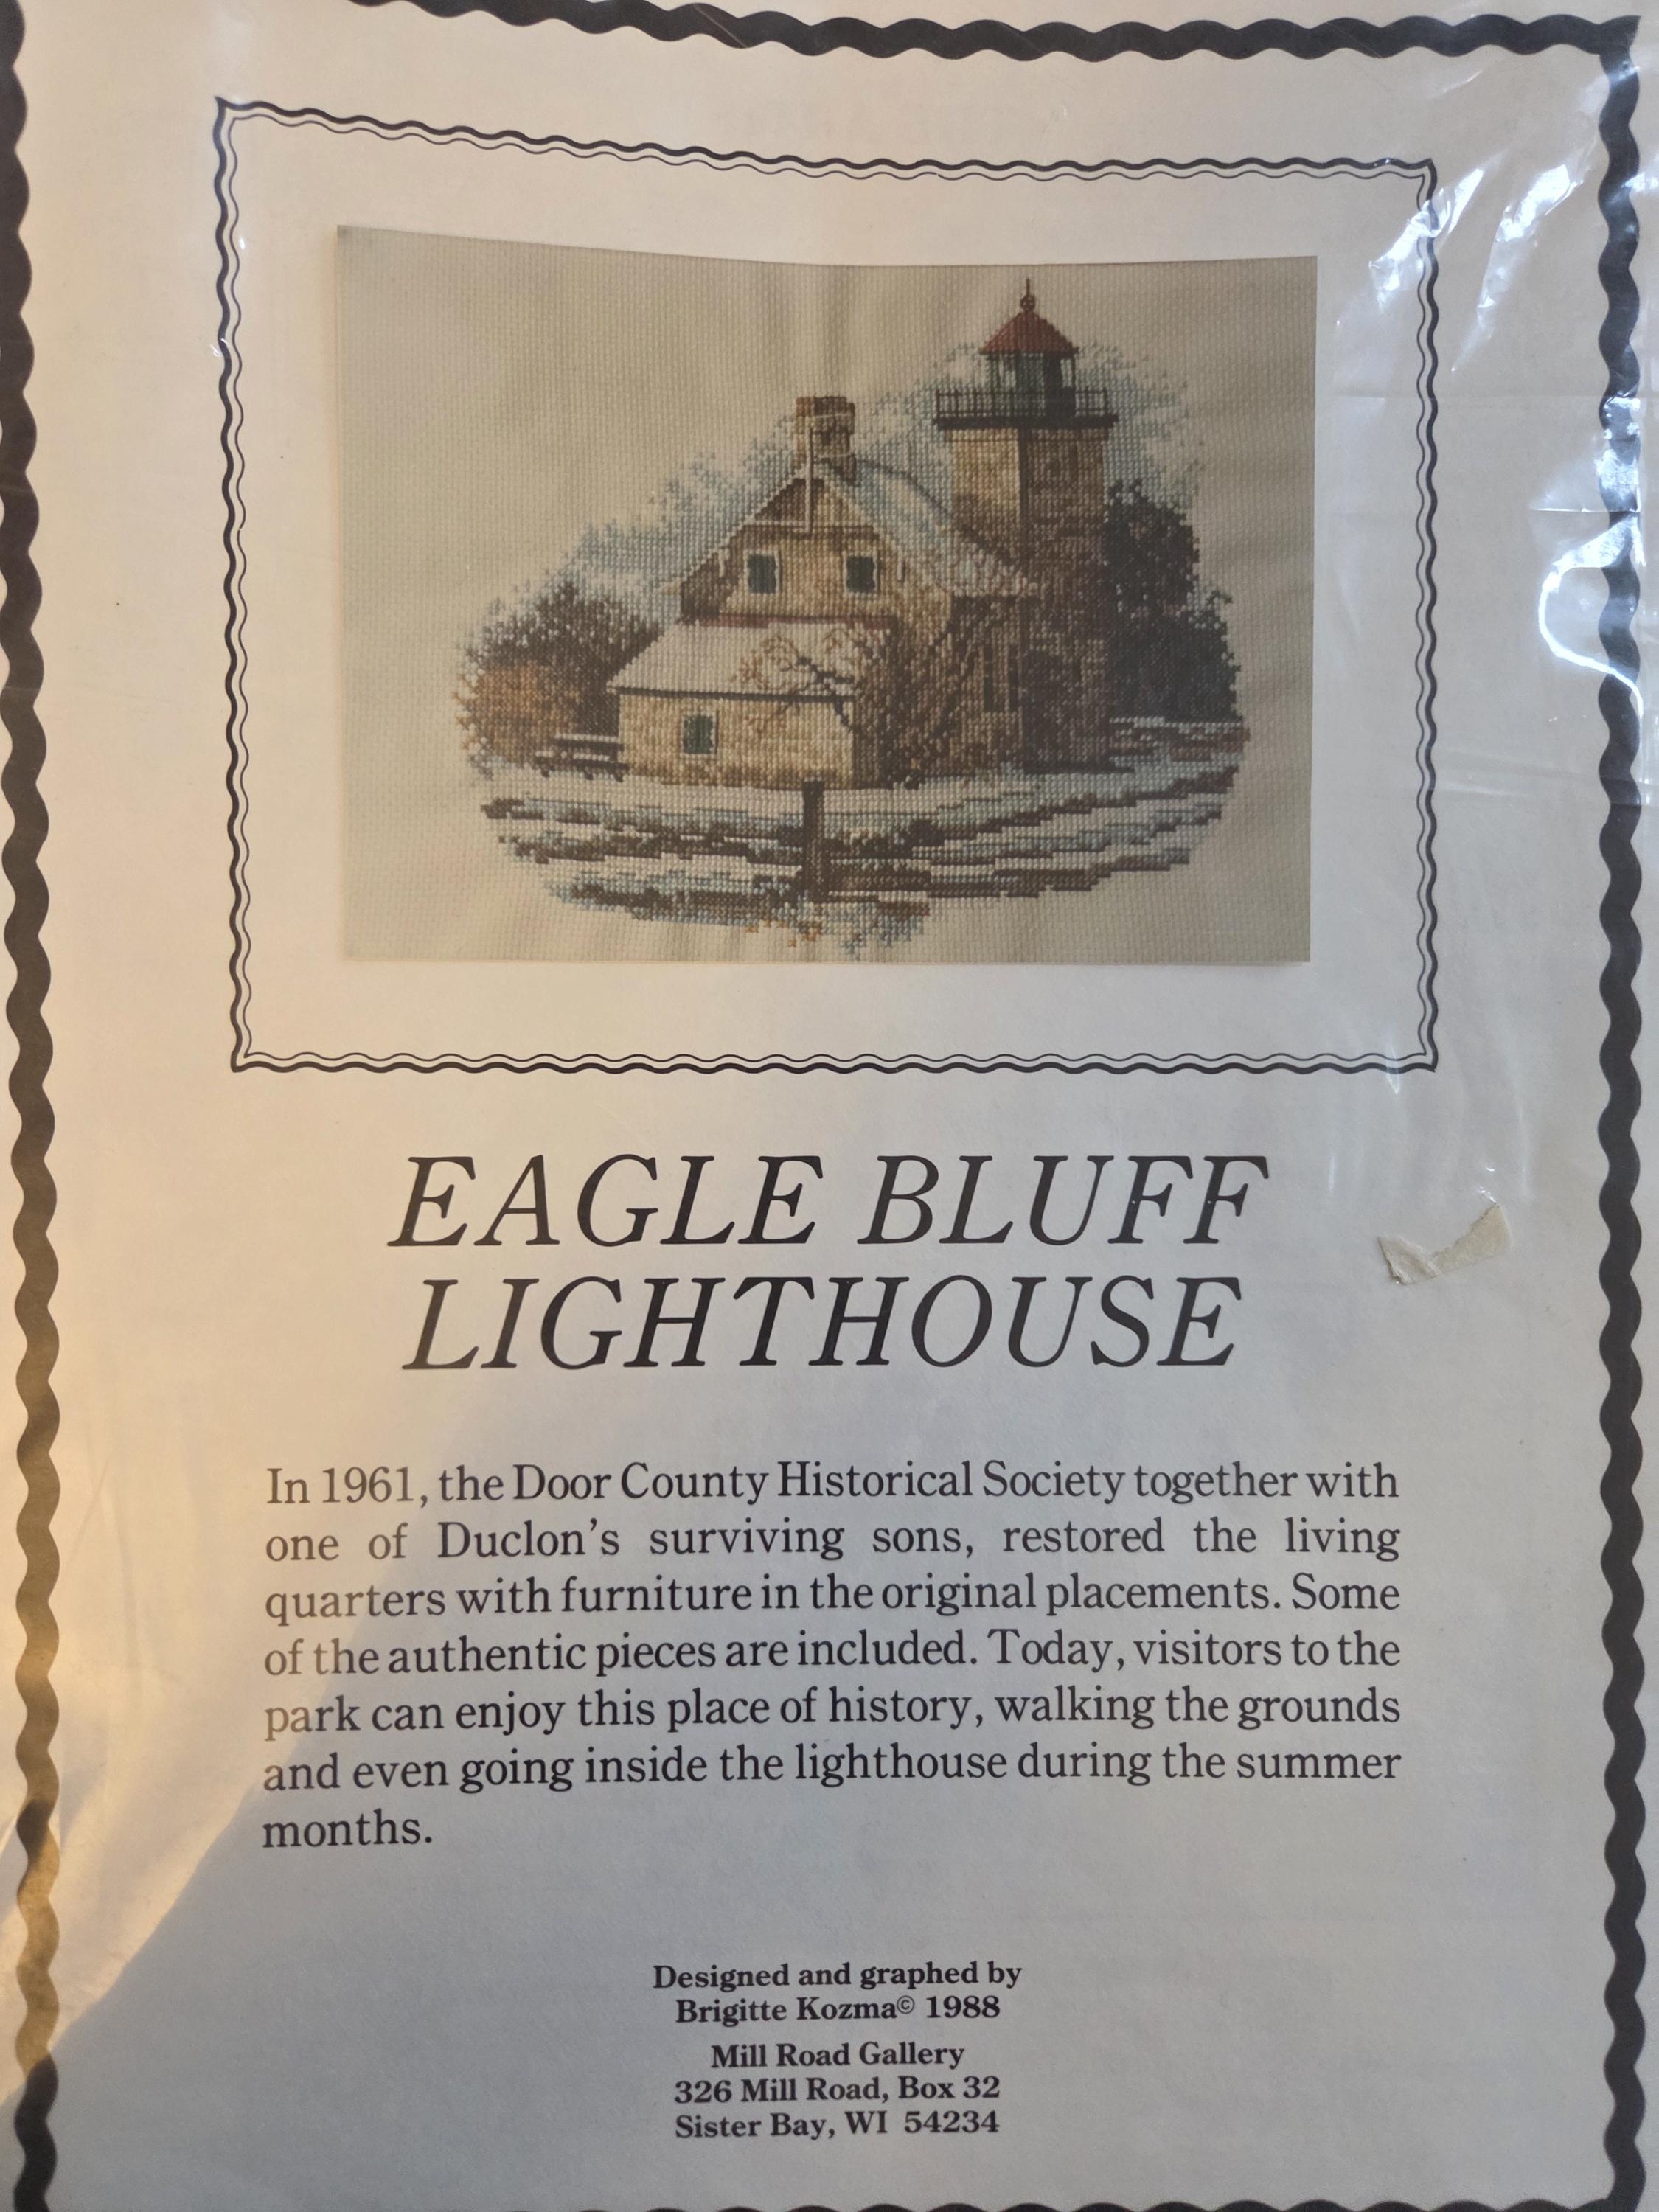 EAGLE BLUFF
LIGHTHOUSE
In 1961, the Door County Historical Society together with
one of Duclon's surviving sons, restored the living
quarters with furniture in the original placements. Some
of the authentic pieces are included. Today, visitors to the
park can enjoy this place of history, walking the grounds
and even going inside the lighthouse during the summer
months.
Designed and graphed by
Brigitte Kozma© 1988
Mill Road Gallery
326 Mill Road, Box 32
Sister Bay, WI 54234